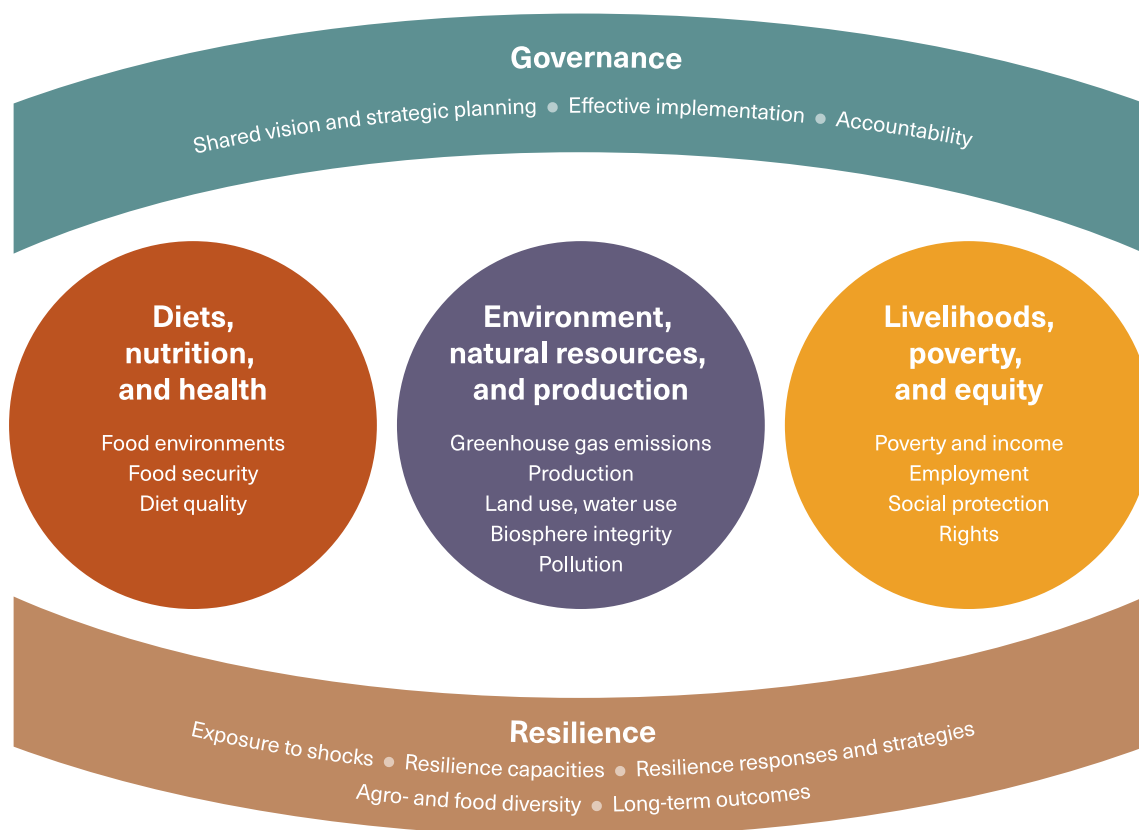 Governance
Shared vision and strategic planning ● Effective implementation ● Accountability
Diets,
nutrition,
and health
Food environments
Food security
Diet quality
Environment,
natural resources,
and production
Greenhouse gas emissions
Production
Land use, water use
Biosphere integrity
Pollution
Livelihoods,
poverty,
and equity
Poverty and income
Employment
Social protection
Rights
Resilience
Exposure to shocks ● Resilience capacities ● Resilience responses and strategies
Agro- and food diversity ● Long-term outcomes